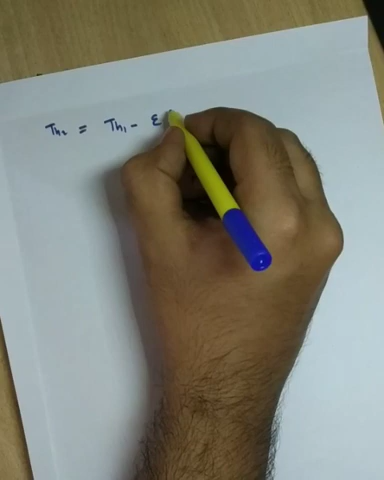 Th₂ = Th₁ - ε